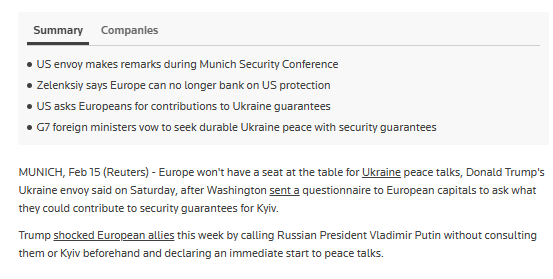 Summary Companies
• US envoy makes remarks during Munich Security Conference
• Zelenskiy says Europe can no longer bank on US protection
• US asks Europeans for contributions to Ukraine guarantees
• G7 foreign ministers vow to seek durable Ukraine peace with security guarantees
MUNICH, Feb 15 (Reuters) - Europe won't have a seat at the table for Ukraine peace talks, Donald Trump's
Ukraine envoy said on Saturday, after Washington sent a questionnaire to European capitals to ask what
they could contribute to security guarantees for Kyiv.
Trump shocked European allies this week by calling Russian President Vladimir Putin without consulting
them or Kyiv beforehand and declaring an immediate start to peace talks.